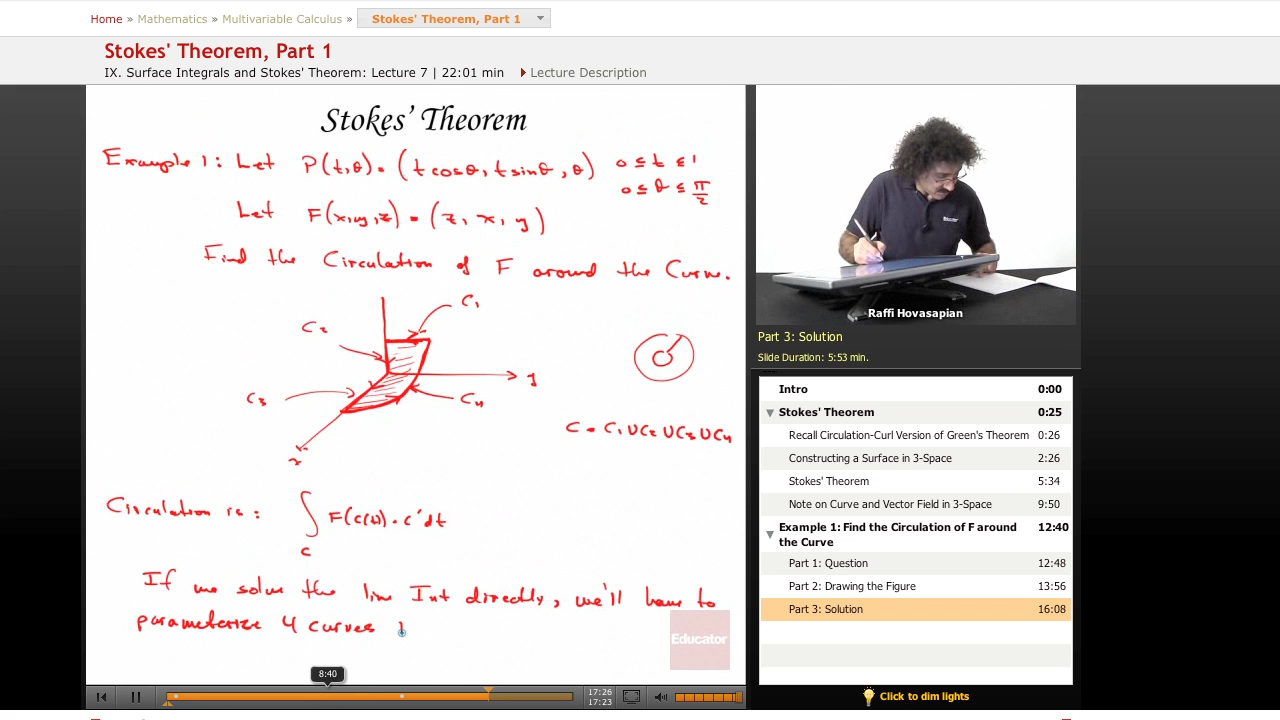 Home » Mathematics » Multivariable Calculus » Stokes' Theorem, Part 1
Stokes' Theorem, Part 1
IX. Surface Integrals and Stokes' Theorem: Lecture 7 | 22:01 min Lecture Description
Stokes' Theorem
Example 1: Let P(t,θ) = (t cosθ, t sinθ, θ) 0 ≤ t ≤ 1
0 ≤ θ ≤ π/2
Let F(x,y,z) = (z, x, y)
Find the Circulation of F around the Curve.
C₁
C₂
y
C₃
C₄
C = C₁ ∪ C₂ ∪ C₃ ∪ C₄
x
Circulation is: ∫ F(c(t)) · c' dt
C
If we solve the line Int directly, we'll have to
parameterize 4 curves
Educator
8:40
17:26
17:23
Raffi Hovasapian
Part 3: Solution
Slide Duration: 5:53 min.
Intro 0:00
Stokes' Theorem 0:25
Recall Circulation-Curl Version of Green's Theorem 0:26
Constructing a Surface in 3-Space 2:26
Stokes' Theorem 5:34
Note on Curve and Vector Field in 3-Space 9:50
Example 1: Find the Circulation of F around 12:40
the Curve
Part 1: Question 12:48
Part 2: Drawing the Figure 13:56
Part 3: Solution 16:08
Click to dim lights